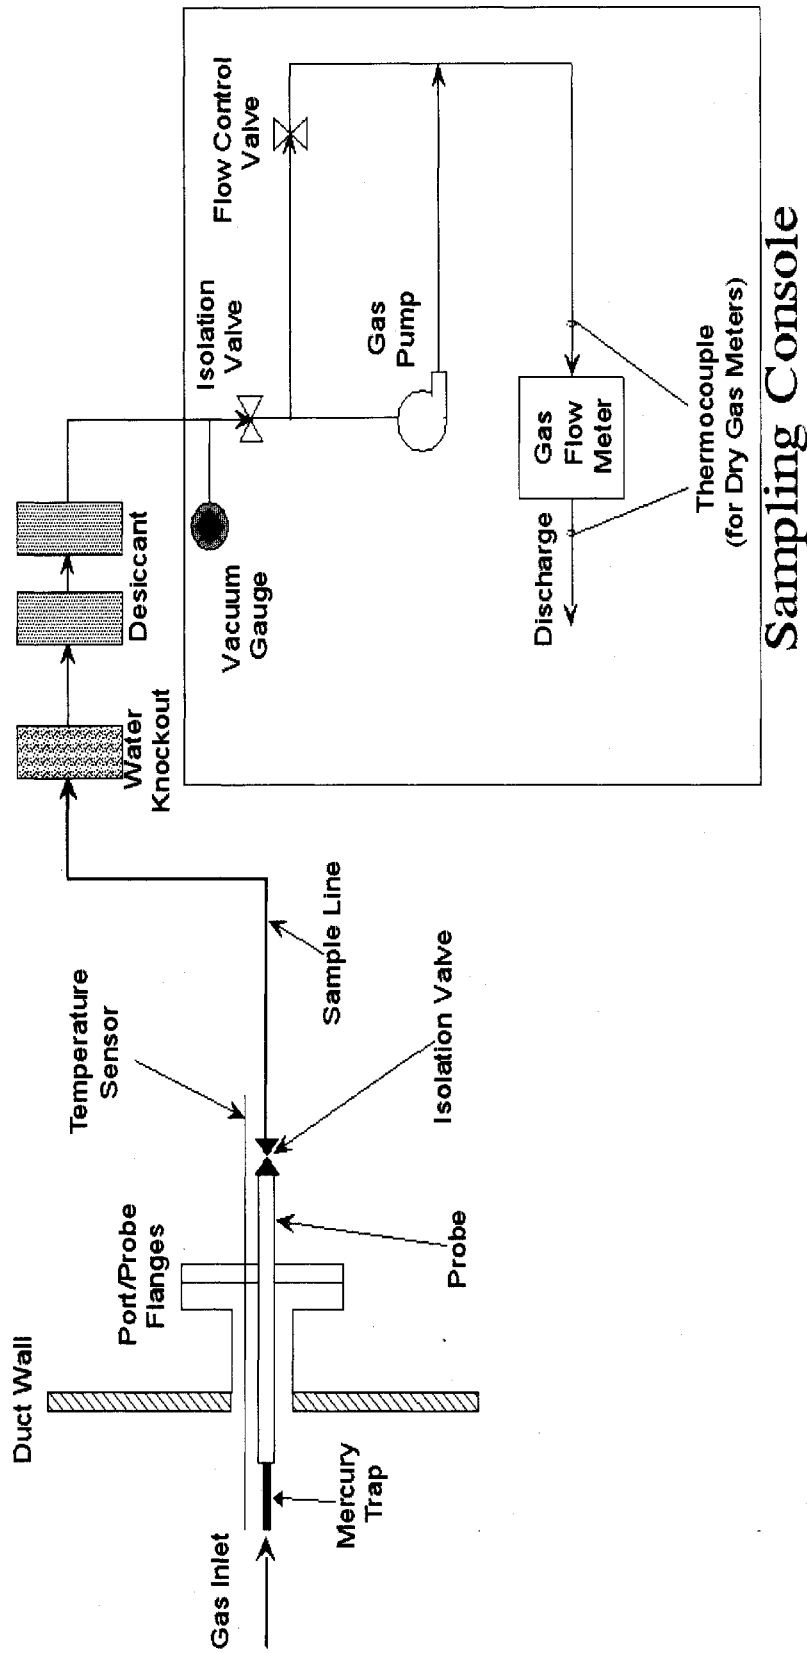 Gas Inlet
Mercury
Trap
Duct Wall
Port/Probe
Flanges
Probe
Temperature
Sensor
Isolation Valve
Sample Line
Water
Knockout
Desiccant
Vacuum
Gauge
Isolation
Valve
Flow Control
Valve
Gas
Pump
Discharge
Gas
Flow
Meter
Thermocouple
(for Dry Gas Meters)
Sampling Console